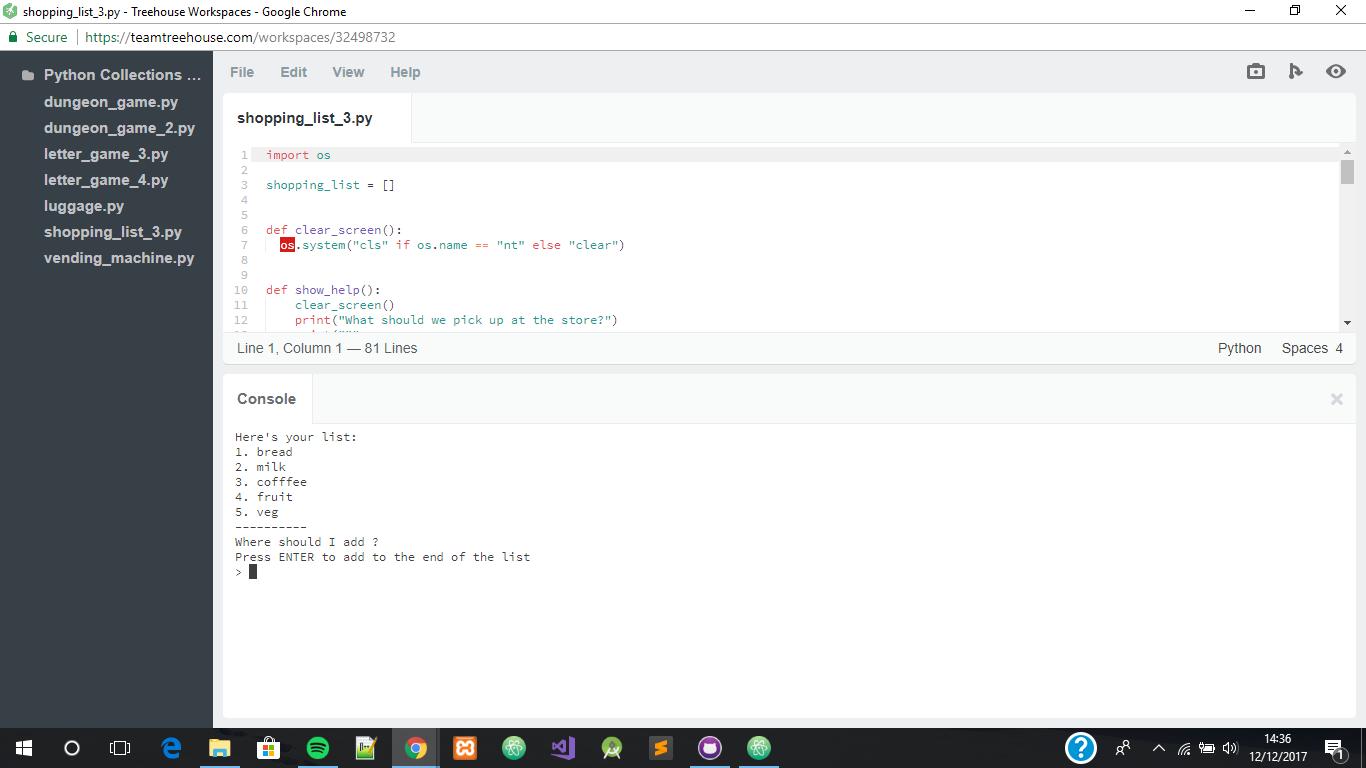 shopping_list_3.py - Treehouse Workspaces - Google Chrome
Secure | https://teamtreehouse.com/workspaces/32498732
Python Collections ...
dungeon_game.py
dungeon_game_2.py
letter_game_3.py
letter_game_4.py
luggage.py
shopping_list_3.py
vending_machine.py
File Edit View Help
shopping_list_3.py
1 import os
2
3 shopping_list = []
4
5
6 def clear_screen():
7 os.system("cls" if os.name == "nt" else "clear")
8
9
10 def show_help():
11 clear_screen()
12 print("What should we pick up at the store?")
Line 1, Column 1 — 81 Lines
Python Spaces 4
Console
Here's your list:
1. bread
2. milk
3. cofffee
4. fruit
5. veg
----------
Where should I add ?
Press ENTER to add to the end of the list
>
14:36
12/12/2017
1